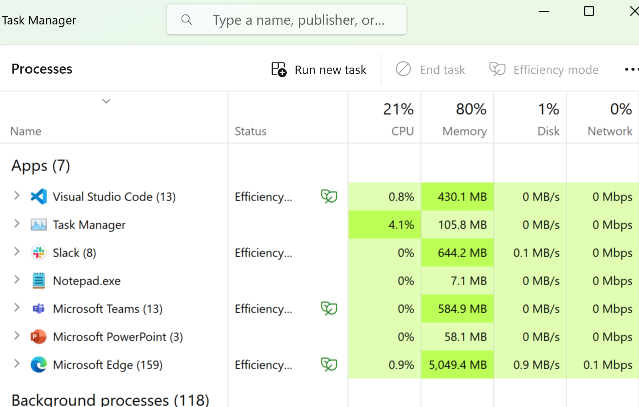 Task Manager
Type a name, publisher, or...
Processes Run new task End task Efficiency mode
21% 80% 1% 0%
Name Status CPU Memory Disk Network
Apps (7)
Visual Studio Code (13) Efficiency... 0.8% 430.1 MB 0 MB/s 0 Mbps
Task Manager 4.1% 105.8 MB 0 MB/s 0 Mbps
Slack (8) Efficiency... 0% 644.2 MB 0.1 MB/s 0 Mbps
Notepad.exe 0% 7.1 MB 0 MB/s 0 Mbps
Microsoft Teams (13) Efficiency... 0% 584.9 MB 0 MB/s 0 Mbps
Microsoft PowerPoint (3) 0% 58.1 MB 0 MB/s 0 Mbps
Microsoft Edge (159) Efficiency... 0.9% 5,049.4 MB 0.9 MB/s 0.1 Mbps
Background processes (118)